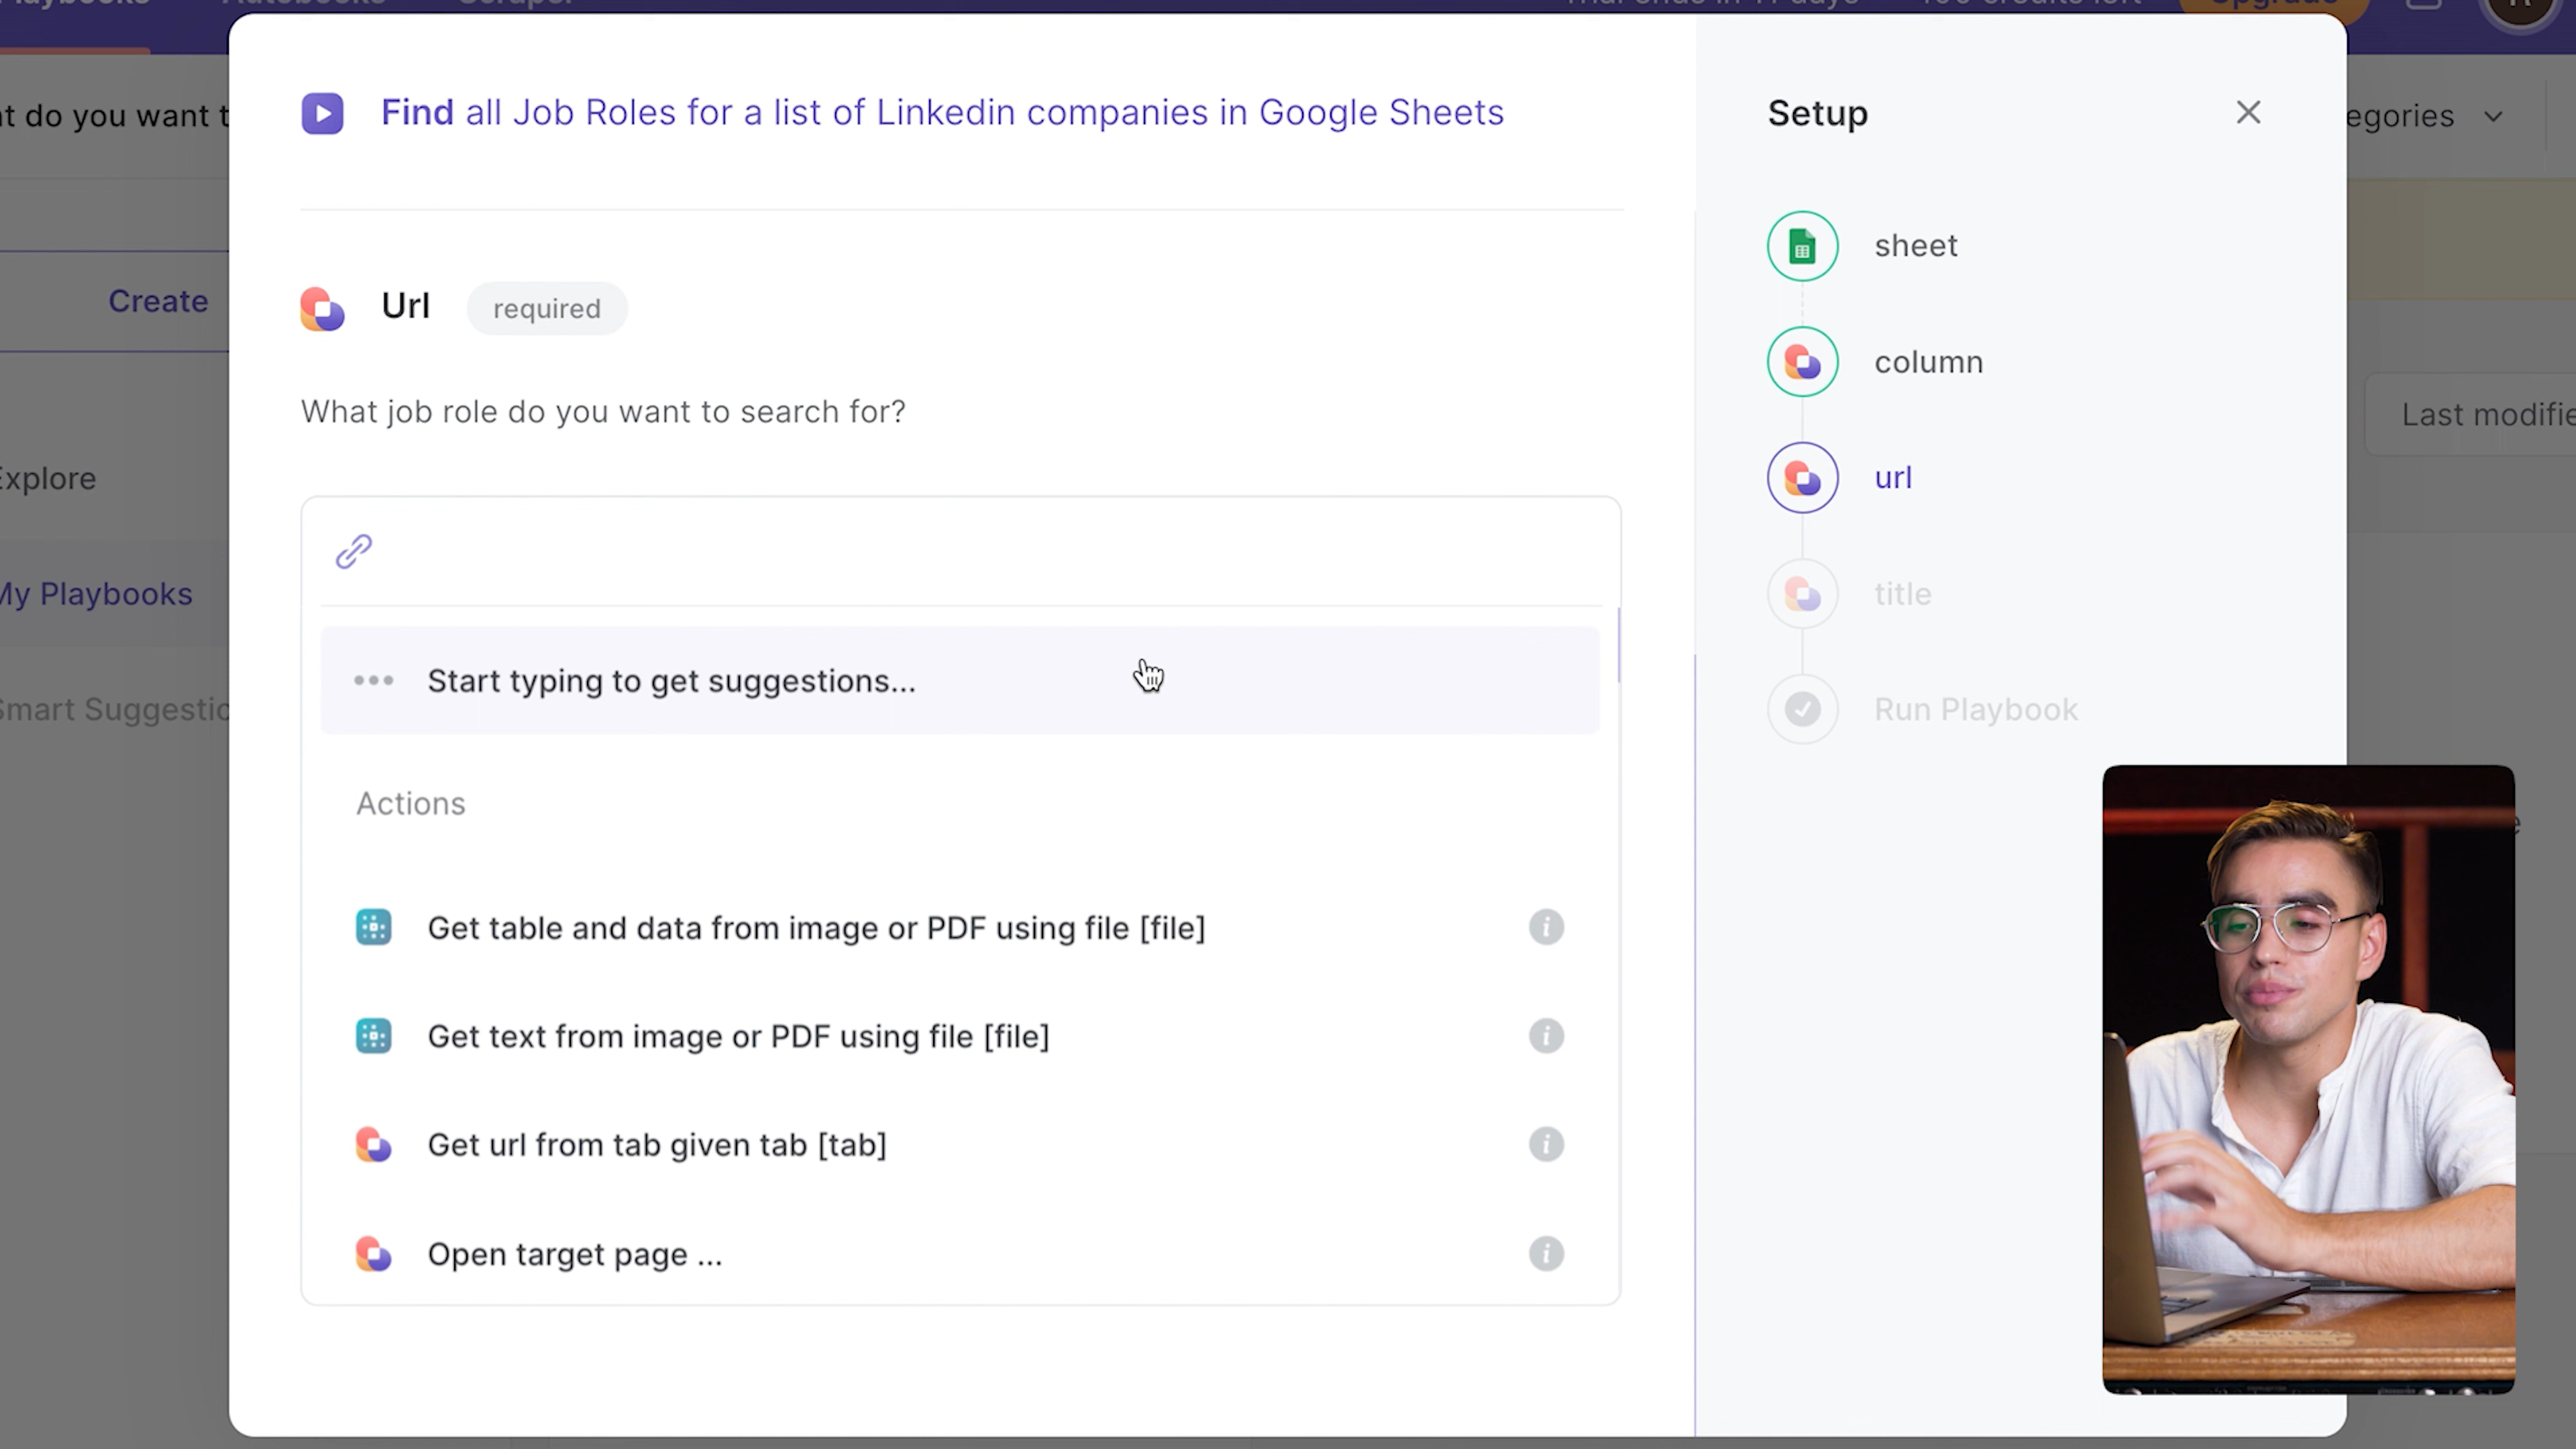 Find all Job Roles for a list of Linkedin companies in Google Sheets
Setup
egories
t do you want t
sheet
Url required
Create
column
What job role do you want to search for?
Last modifie
Explore
url
My Playbooks
title
Start typing to get suggestions...
Smart Suggestio
Run Playbook
Actions
Get table and data from image or PDF using file [file]
Get text from image or PDF using file [file]
Get url from tab given tab [tab]
Open target page ...